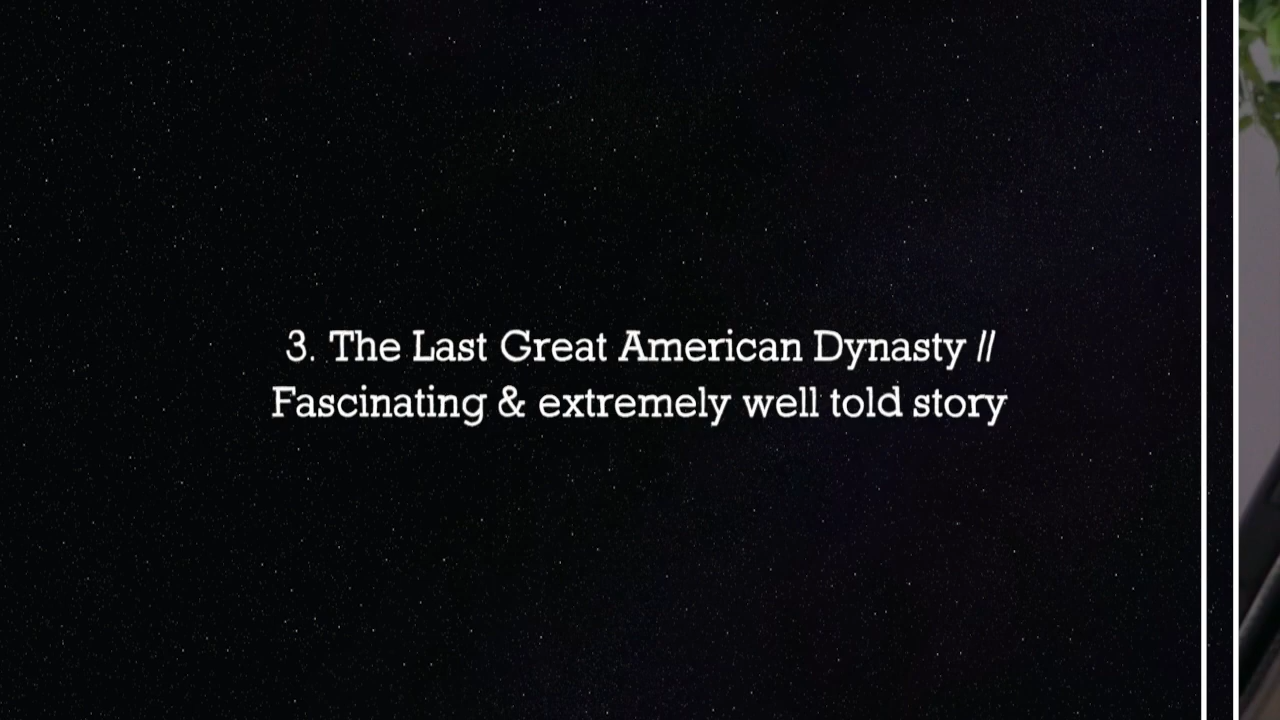 3. The Last Great American Dynasty //
Fascinating & extremely well told story